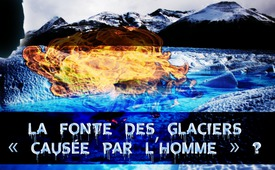 LA FONTE DES GLACIERS
« CAUSÉE PAR L'HOMME » ?